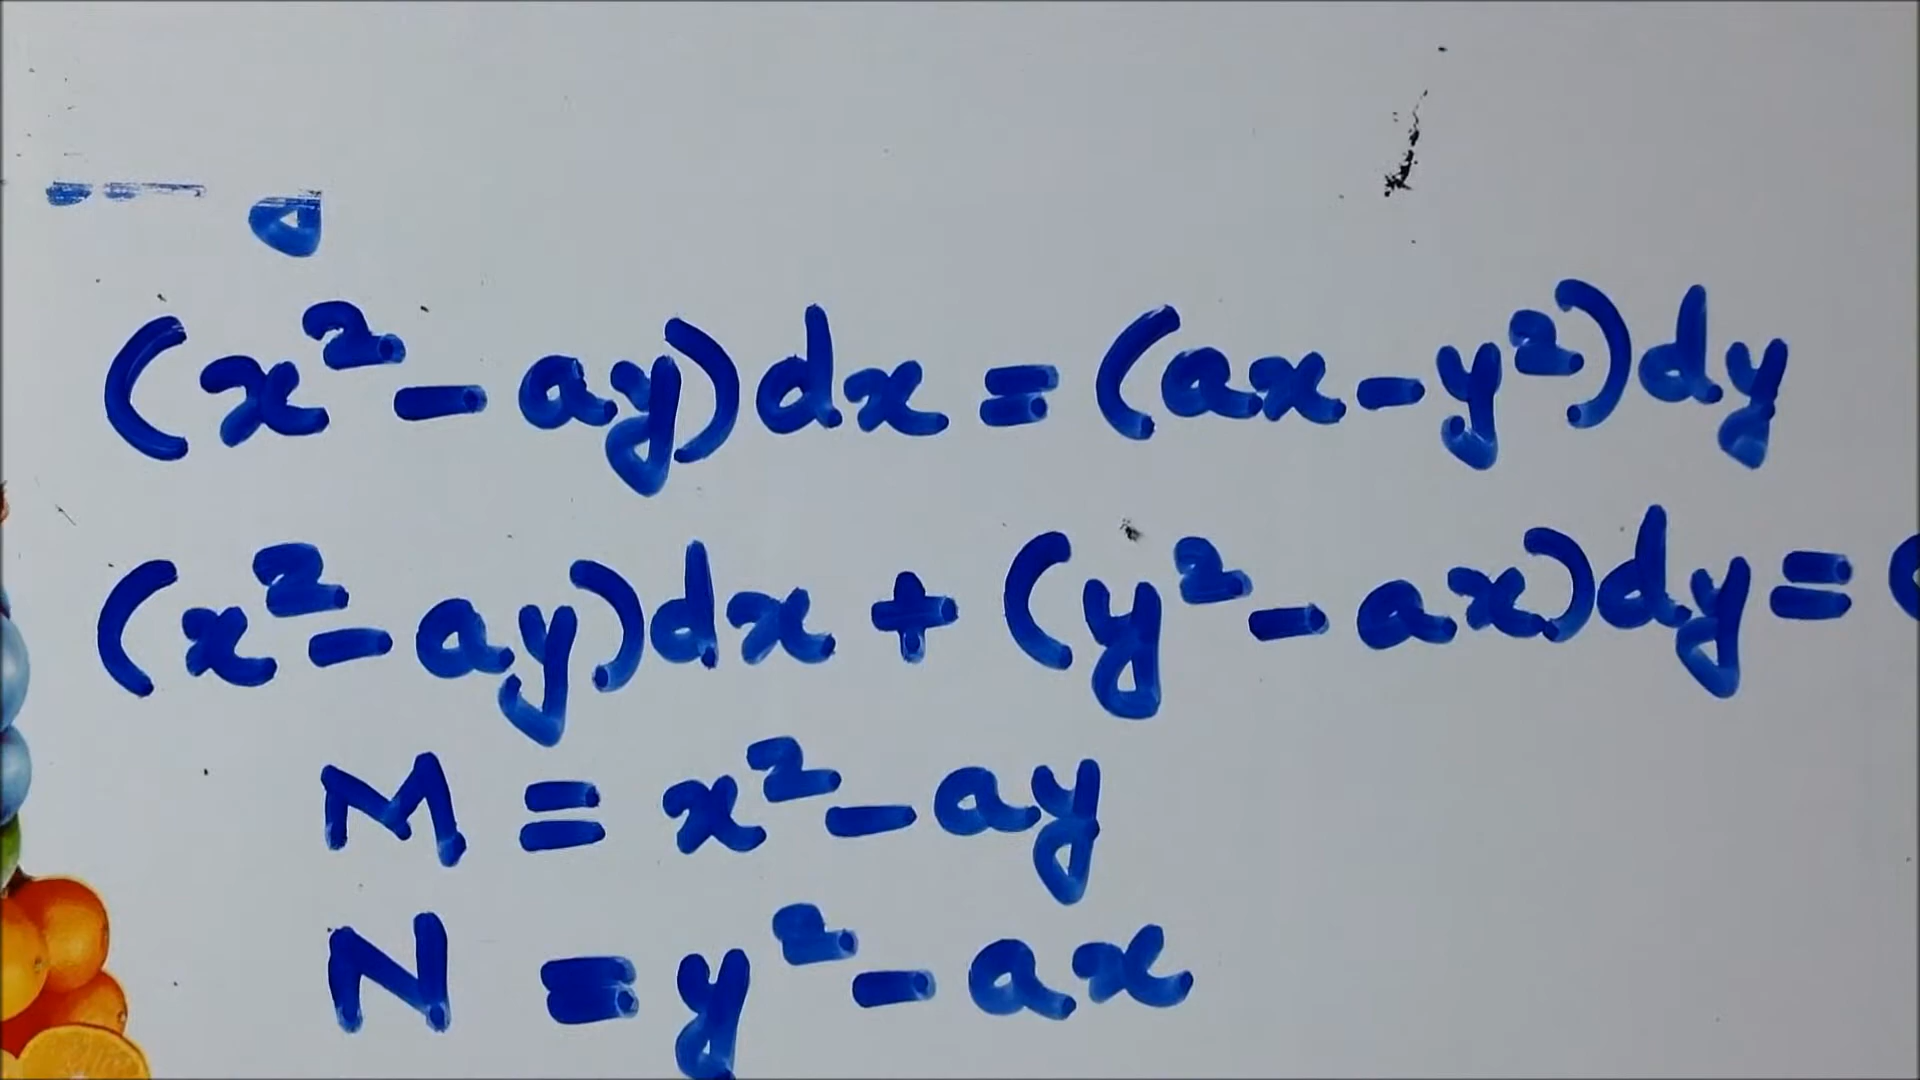 (x² - ay) dx = (ax - y²) dy
(x² - ay) dx + (y² - ax) dy =
M = x² - ay
N = y² - ax